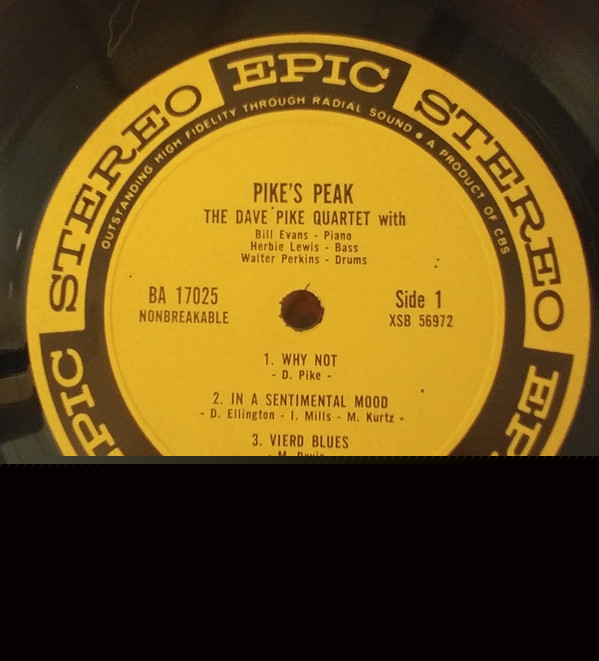 STEREO EPIC STEREO
OUTSTANDING HIGH FIDELITY THROUGH RADIAL SOUND • A PRODUCT OF CBS
PIKE'S PEAK
THE DAVE PIKE QUARTET with
Bill Evans - Piano
Herbie Lewis - Bass
Walter Perkins - Drums
BA 17025
NONBREAKABLE
Side 1
XSB 56972
1. WHY NOT
- D. Pike -
2. IN A SENTIMENTAL MOOD
- D. Ellington - I. Mills - M. Kurtz -
3. VIERD BLUES